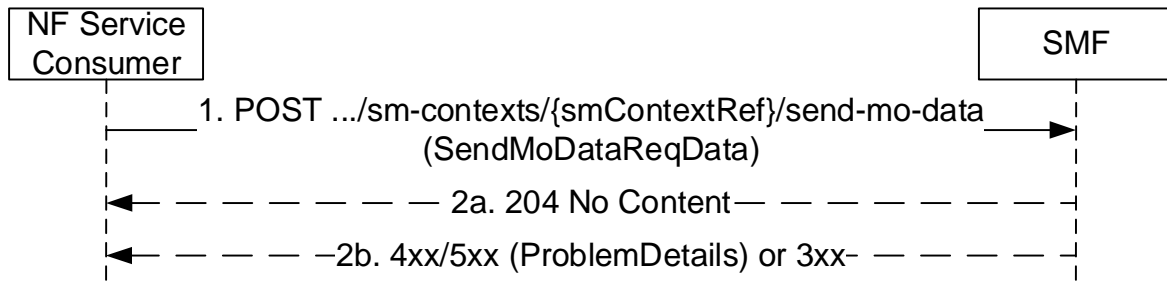 NF Service
Consumer
SMF
1. POST .../sm-contexts/{smContextRef}/send-mo-data
(SendMoDataReqData)
2a. 204 No Content
2b. 4xx/5xx (ProblemDetails) or 3xx